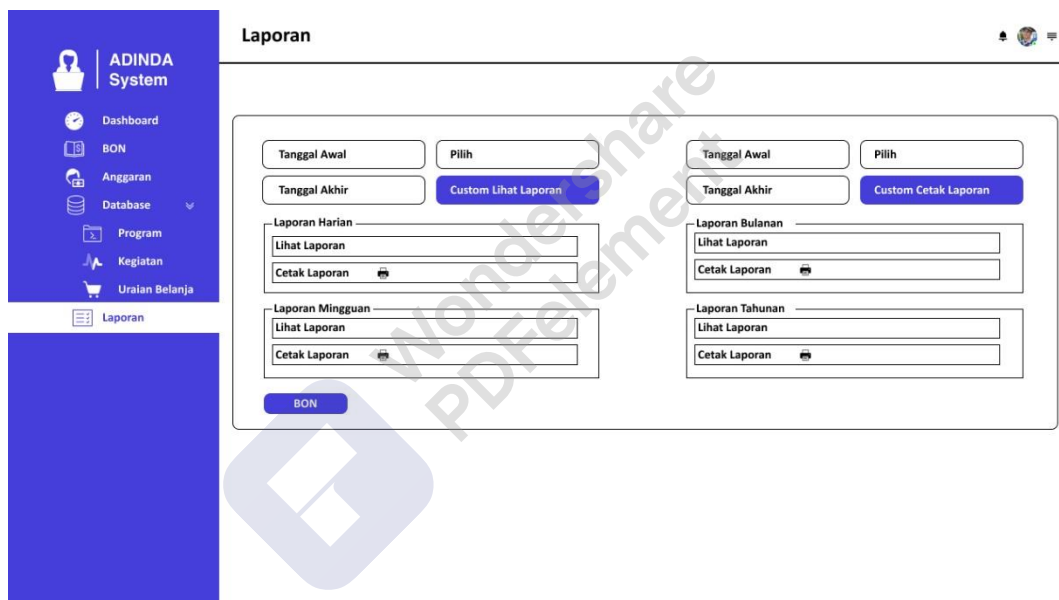 ADINDA
System
Dashboard
BON
Anggaran
Database
Program
Kegiatan
Uraian Belanja
Laporan
Laporan
Tanggal Awal
Pilih
Tanggal Akhir
Custom Lihat Laporan
Laporan Harian
Lihat Laporan
Cetak Laporan
Laporan Mingguan
Lihat Laporan
Cetak Laporan
BON
Tanggal Awal
Pilih
Tanggal Akhir
Custom Cetak Laporan
Laporan Bulanan
Lihat Laporan
Cetak Laporan
Laporan Tahunan
Lihat Laporan
Cetak Laporan
Wondershare
PDFelement